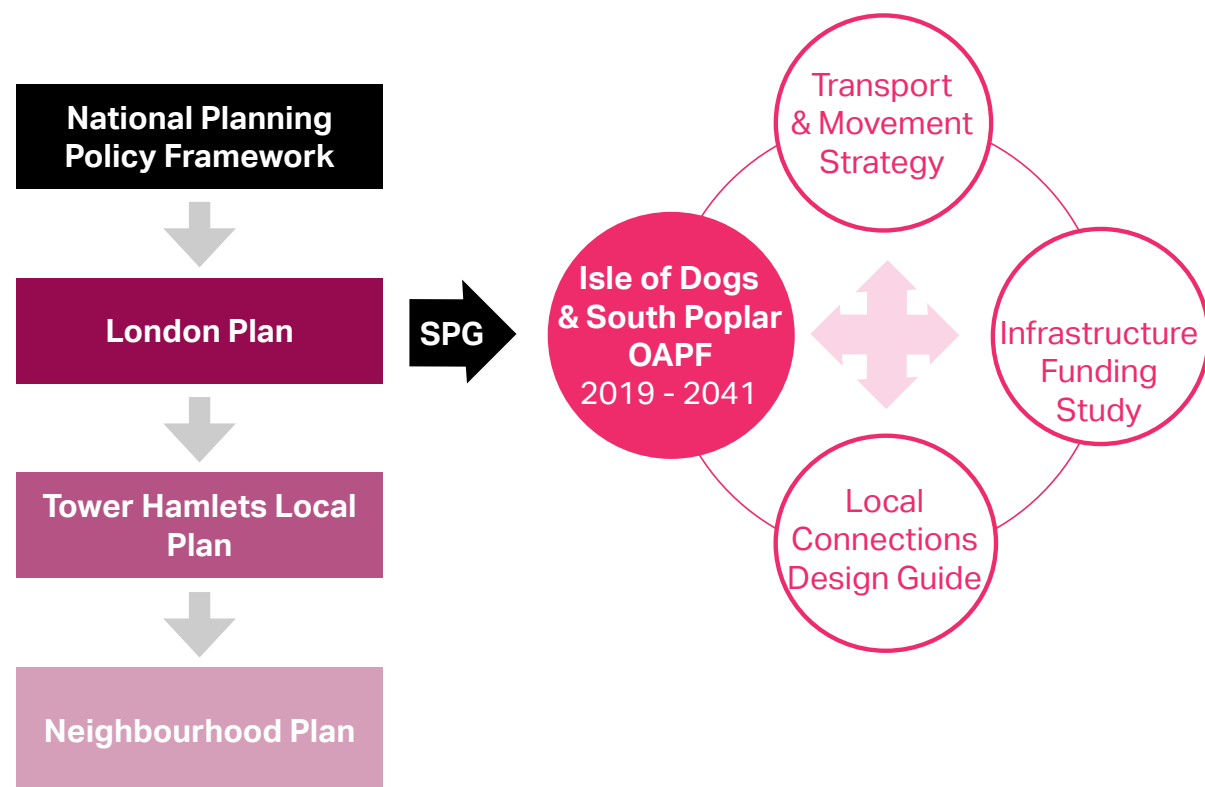 National Planning
Policy Framework
London Plan
Tower Hamlets Local
Plan
Neighbourhood Plan
SPG
Isle of Dogs
& South Poplar
OAPF
2019 - 2041
Transport
& Movement
Strategy
Infrastructure
Funding
Study
Local
Connections
Design Guide